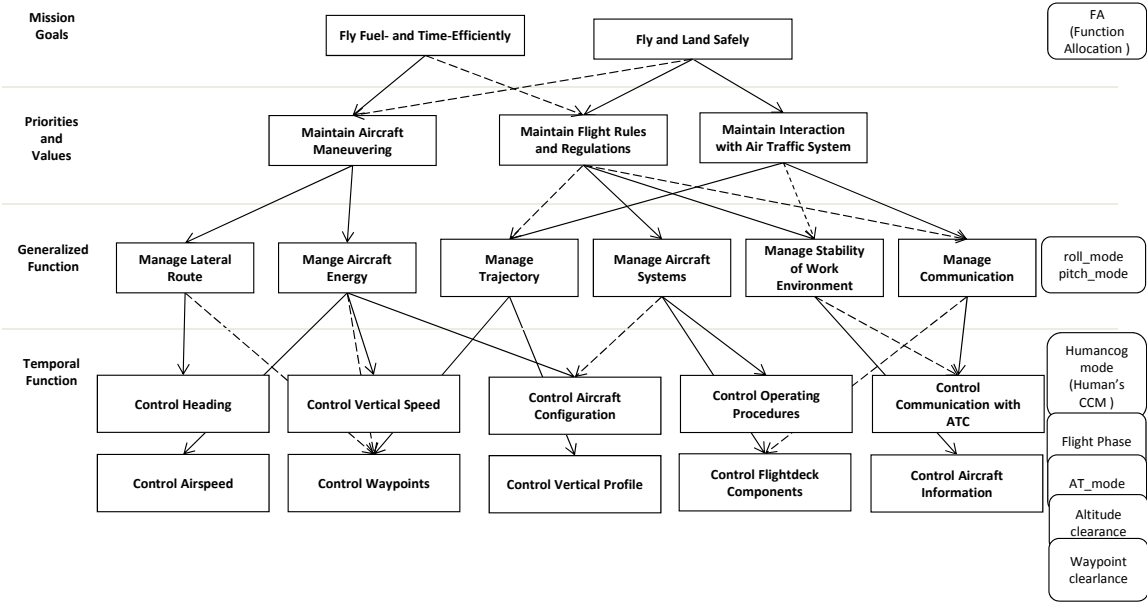 Mission
Goals
Fly Fuel- and Time-Efficiently
Fly and Land Safely
FA
(Function
Allocation )
Priorities
and
Values
Maintain Aircraft
Maneuvering
Maintain Flight Rules
and Regulations
Maintain Interaction
with Air Traffic System
Generalized
Function
Manage Lateral
Route
Mange Aircraft
Energy
Manage
Trajectory
Manage Aircraft
Systems
Manage Stability
of Work
Environment
Manage
Communication
roll_mode
pitch_mode
Temporal
Function
Control Heading
Control Vertical Speed
Control Aircraft
Configuration
Control Operating
Procedures
Control
Communication with
ATC
Humancog
mode
(Human’s
CCM )
Flight Phase
Control Airspeed
Control Waypoints
Control Vertical Profile
Control Flightdeck
Components
Control Aircraft
Information
AT_mode
Altitude
clearance
Waypoint
clearlance